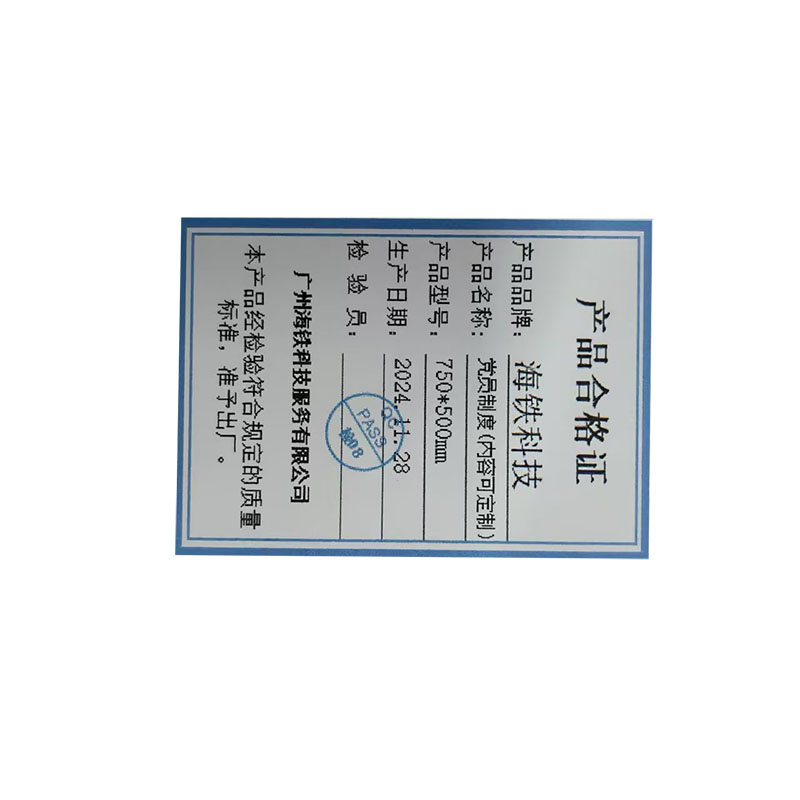 产品合格证
产品品牌：海铁科技
产品名称：党员制度(内容可定制)
产品型号：750*500mm
生产日期：2024.11.28
检验员：
QC
PASS
检08
广州海铁科技服务有限公司
本产品经检验符合规定的质量
标准，准予出厂。